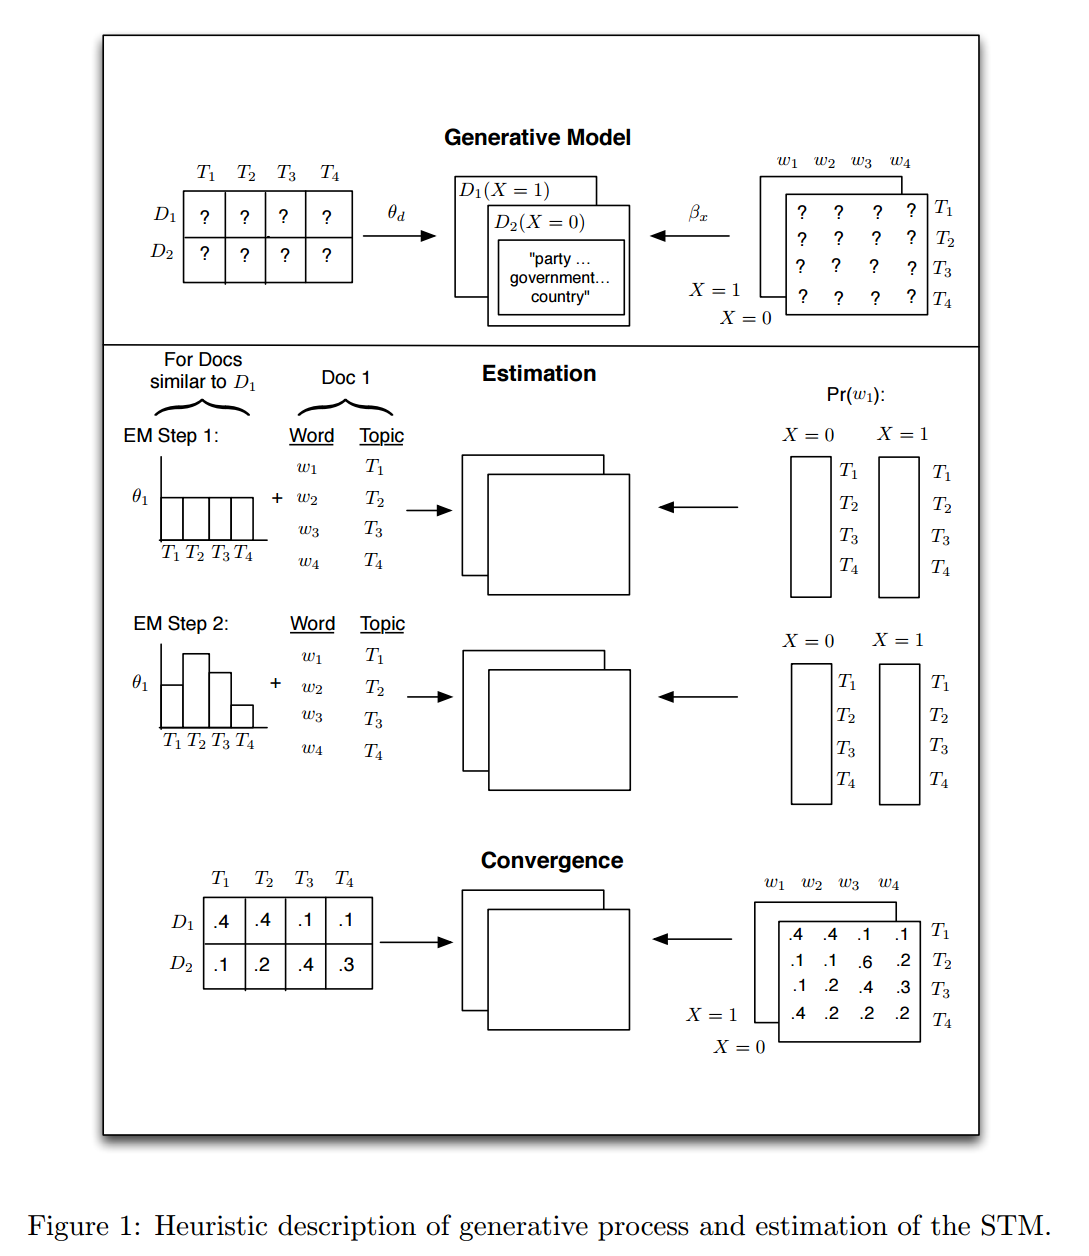 Generative Model
T1 T2 T3 T4
D1 ? ? ? ?
D2 ? ? ? ?
θd
D1(X = 1)
D2(X = 0)
"party ...
government...
country"
βx
w1 w2 w3 w4
? ? ? ? T1
? ? ? ? T2
? ? ? ? T3
? ? ? ? T4
X = 1
X = 0
For Docs
similar to D1
Doc 1
Estimation
Pr(w1):
EM Step 1:
Word Topic
θ1
T1 T2 T3 T4
+
w1 T1
w2 T2
w3 T3
w4 T4
X = 0 X = 1
T1 T1
T2 T2
T3 T3
T4 T4
EM Step 2:
Word Topic
θ1
T1 T2 T3 T4
+
w1 T1
w2 T2
w3 T3
w4 T4
X = 0 X = 1
T1 T1
T2 T2
T3 T3
T4 T4
Convergence
T1 T2 T3 T4
D1 .4 .4 .1 .1
D2 .1 .2 .4 .3
w1 w2 w3 w4
.4 .4 .1 .1 T1
.1 .1 .6 .2 T2
.1 .2 .4 .3 T3
.4 .2 .2 .2 T4
X = 1
X = 0
Figure 1: Heuristic description of generative process and estimation of the STM.